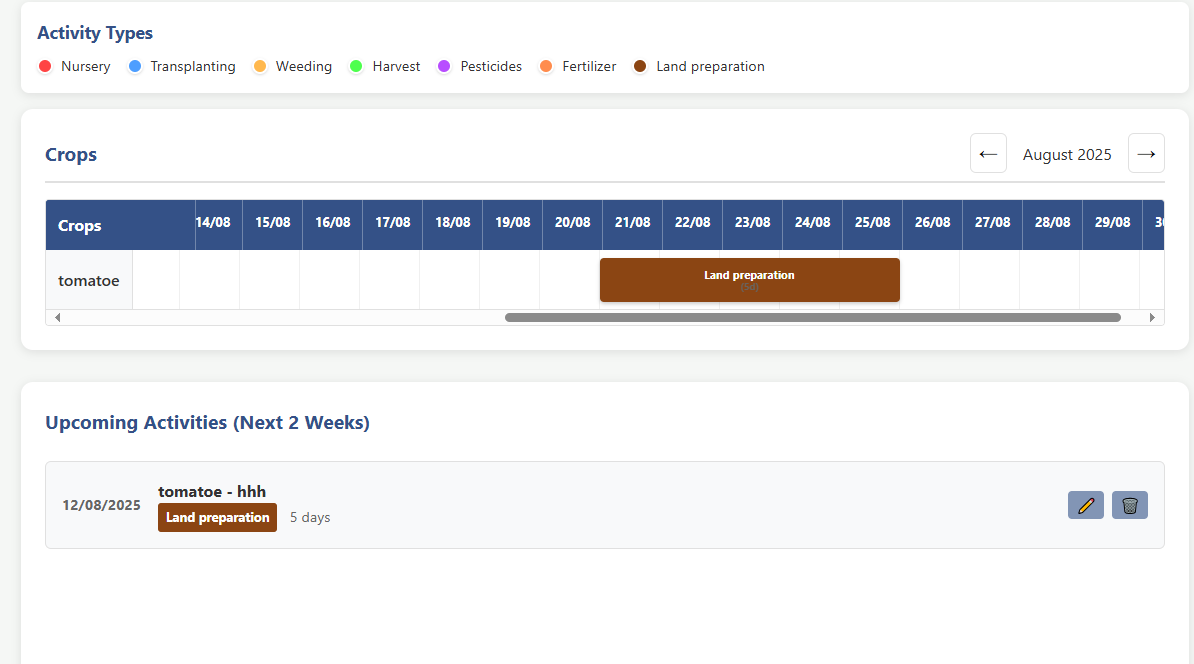 Activity Types
Nursery Transplanting Weeding Harvest Pesticides Fertilizer Land preparation
Crops ← August 2025 →
Crops 14/08 15/08 16/08 17/08 18/08 19/08 20/08 21/08 22/08 23/08 24/08 25/08 26/08 27/08 28/08 29/08
tomatoe Land preparation
(5d)
Upcoming Activities (Next 2 Weeks)
12/08/2025 tomatoe - hhh
Land preparation 5 days